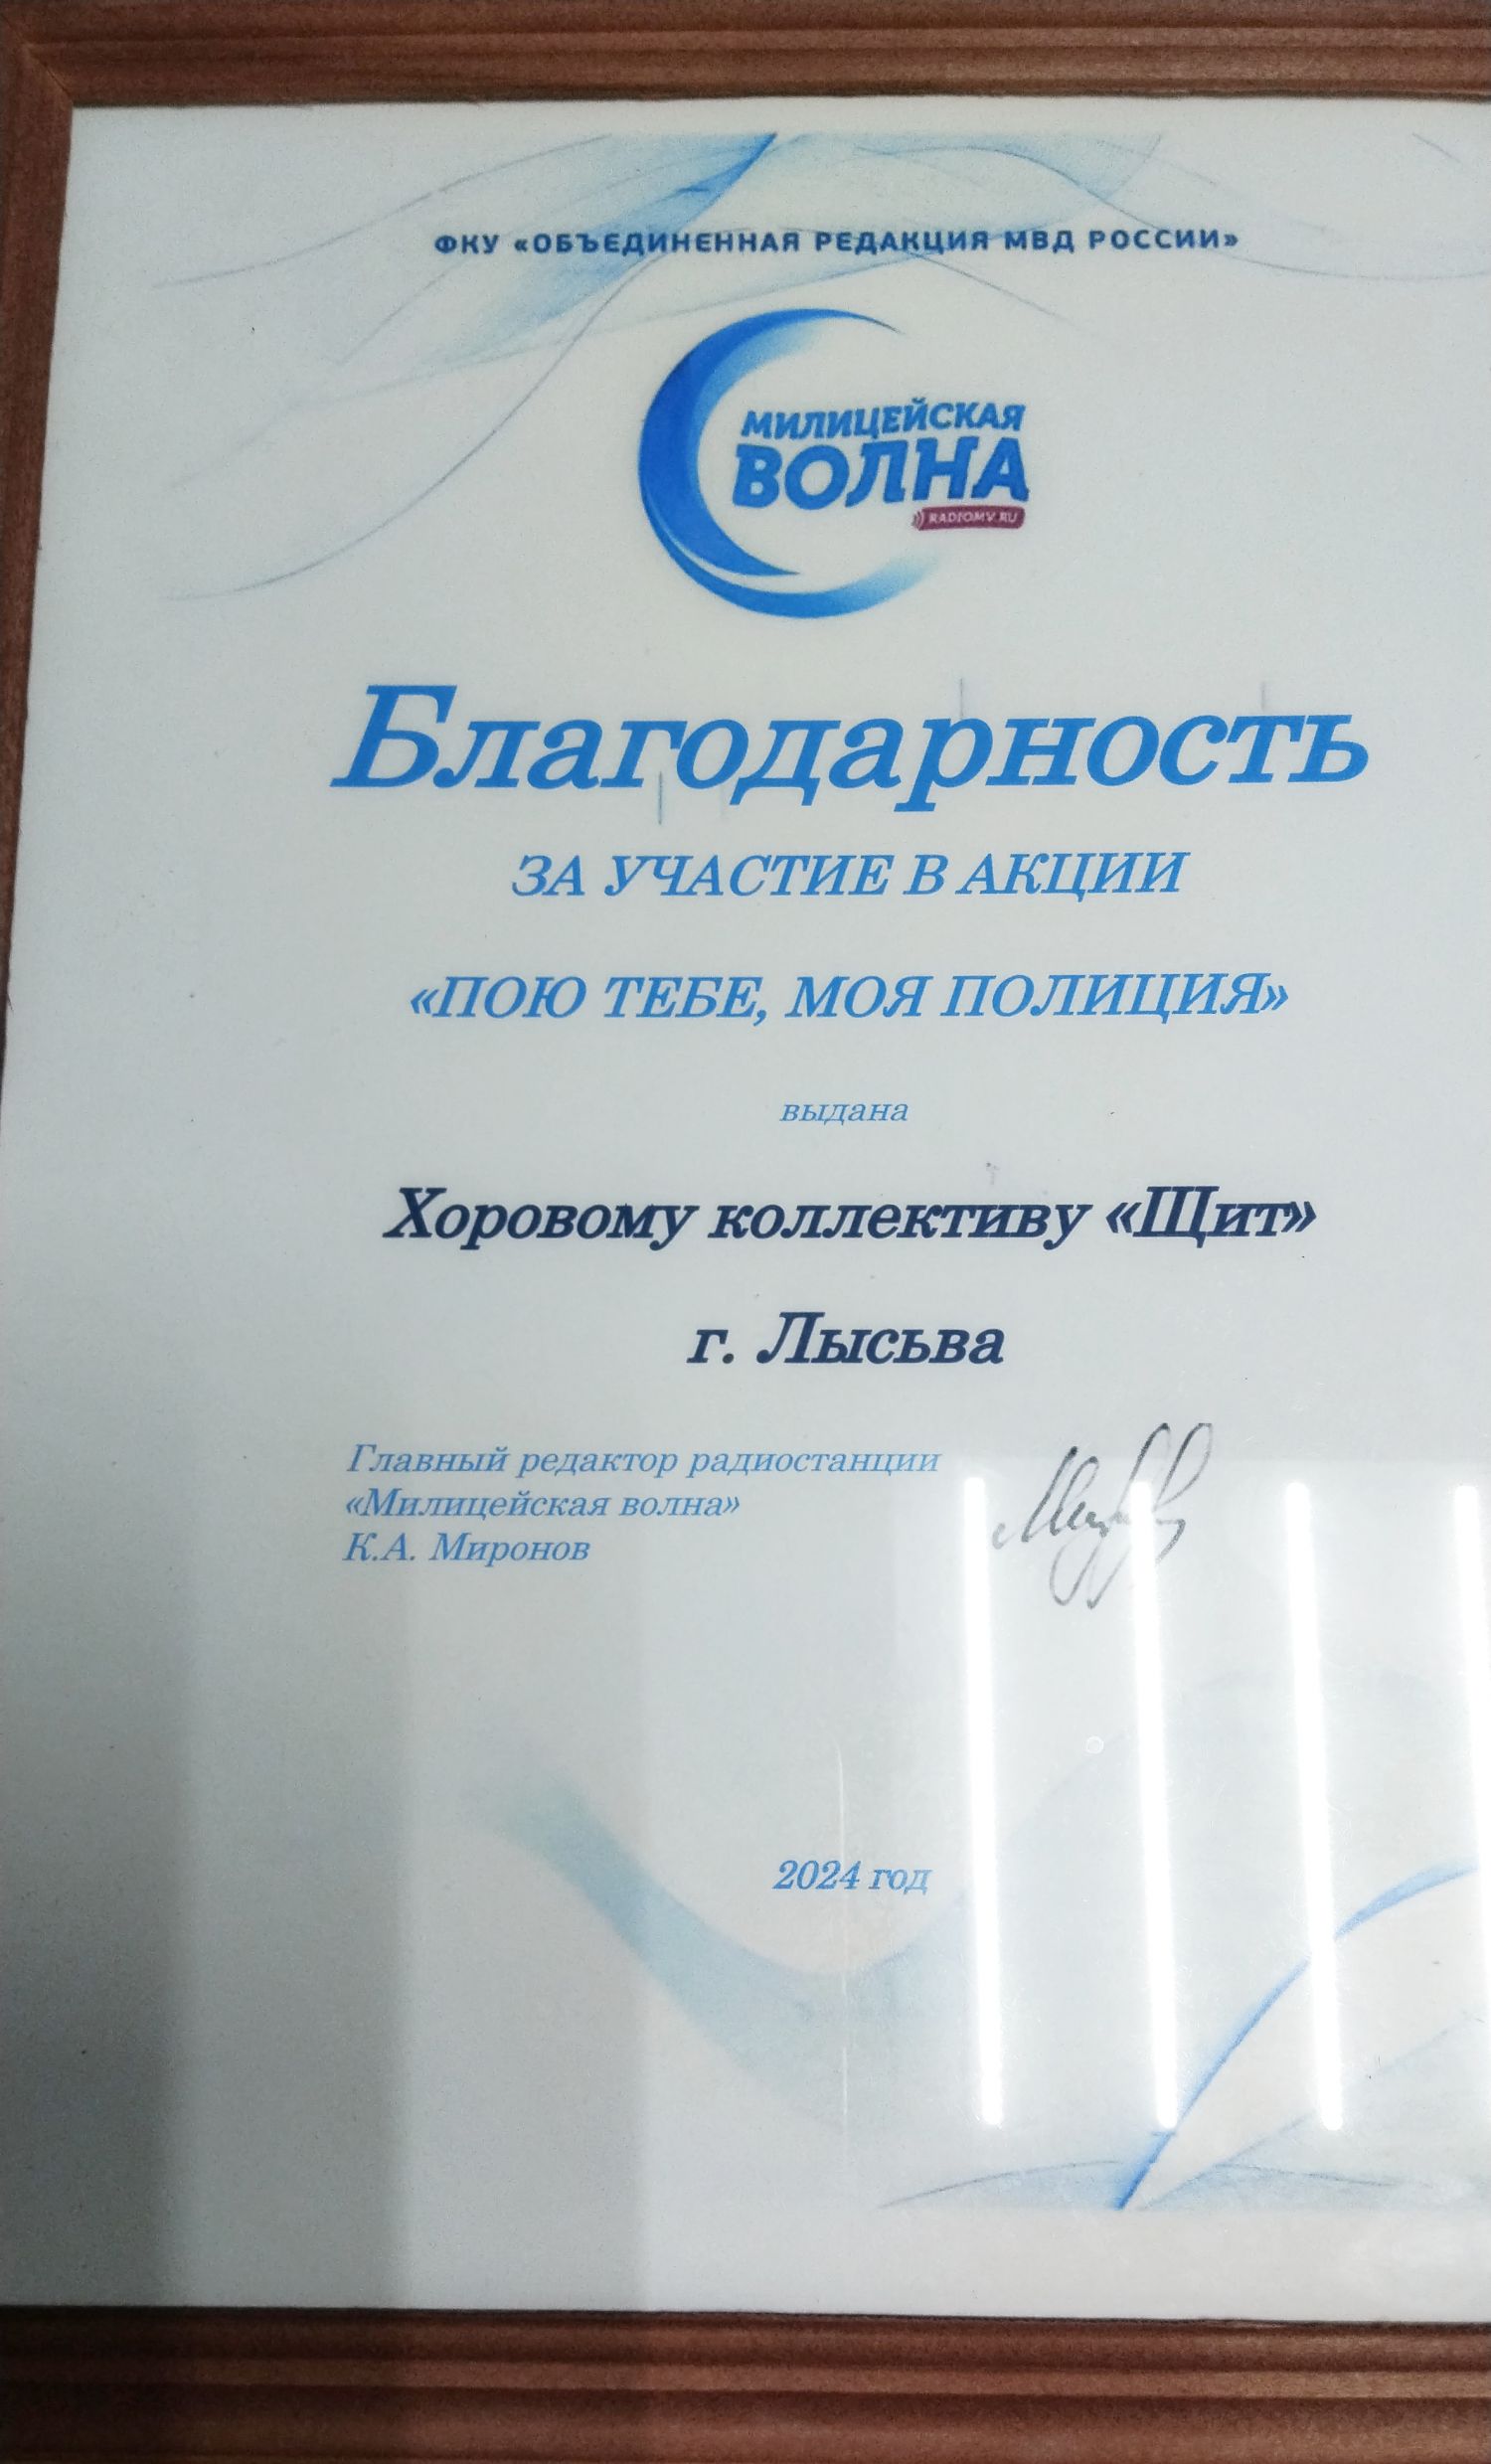 ФКУ «ОБЪЕДИНЕННАЯ РЕДАКЦИЯ МВД РОССИИ»
МИЛИЦЕЙСКАЯ
ВОЛНА
RADIOMV.RU
Благодарность
ЗА УЧАСТИЕ В АКЦИИ
«ПОЮ ТЕБЕ, МОЯ ПОЛИЦИЯ»
выдана
Хоровому коллективу «Щит»
г. Лысьва
Главный редактор радиостанции
«Милицейская волна»
К.А. Миронов
2024 год